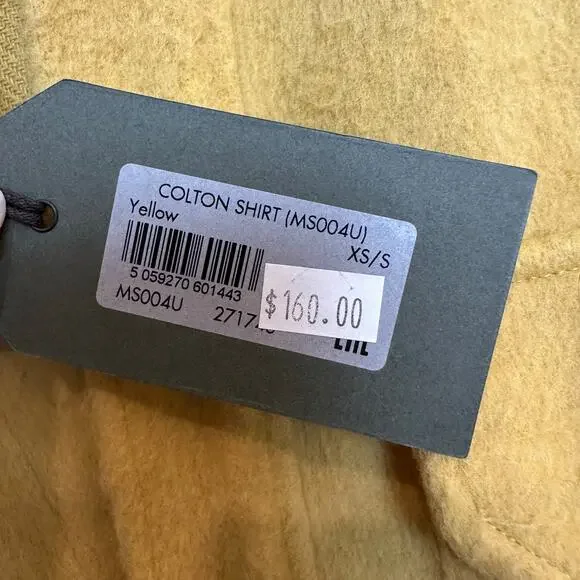 COLTON SHIRT (MS004U)
Yellow
XS/S
5 059270 601443
$160.00
MS004U